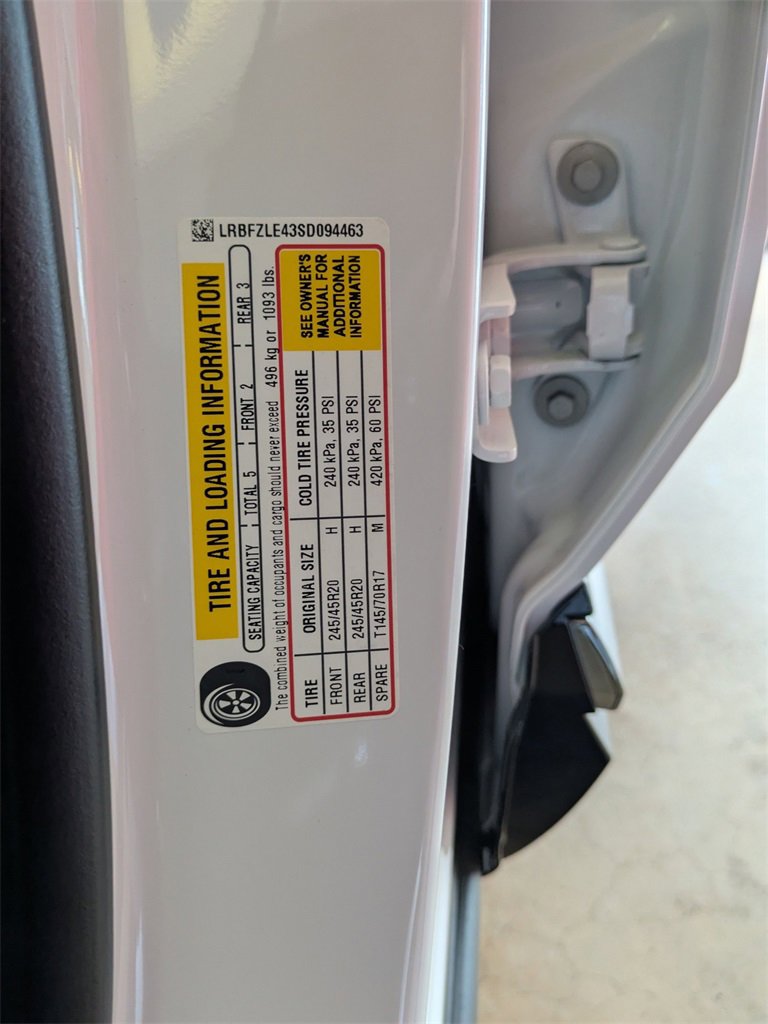 LRBFZLE43SD094463
TIRE AND LOADING INFORMATION
SEATING CAPACITY TOTAL 5 FRONT 2 REAR 3
The combined weight of occupants and cargo should never exceed 496 kg or 1093 lbs.
TIRE ORIGINAL SIZE COLD TIRE PRESSURE
FRONT 245/45R20 H 240 kPa, 35 PSI
REAR 245/45R20 H 240 kPa, 35 PSI
SPARE T145/70R17 M 420 kPa, 60 PSI
SEE OWNER'S
MANUAL FOR
ADDITIONAL
INFORMATION